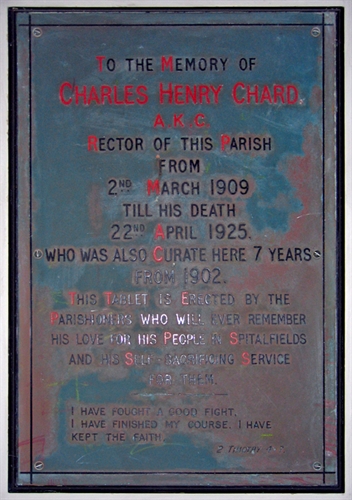 To the Memory of
Charles Henry Chard.
A.K.C.
Rector of this Parish
from
2nd March 1909
till his death
22nd April 1925.
who was also Curate here 7 years
from 1902.
This Tablet is Erected by the
Parishioners who will ever remember
his love for his People in Spitalfields
and his Self-Sacrificing Service
for them.
I have fought a good fight,
I have finished my course, I have
kept the faith.
2 Timothy